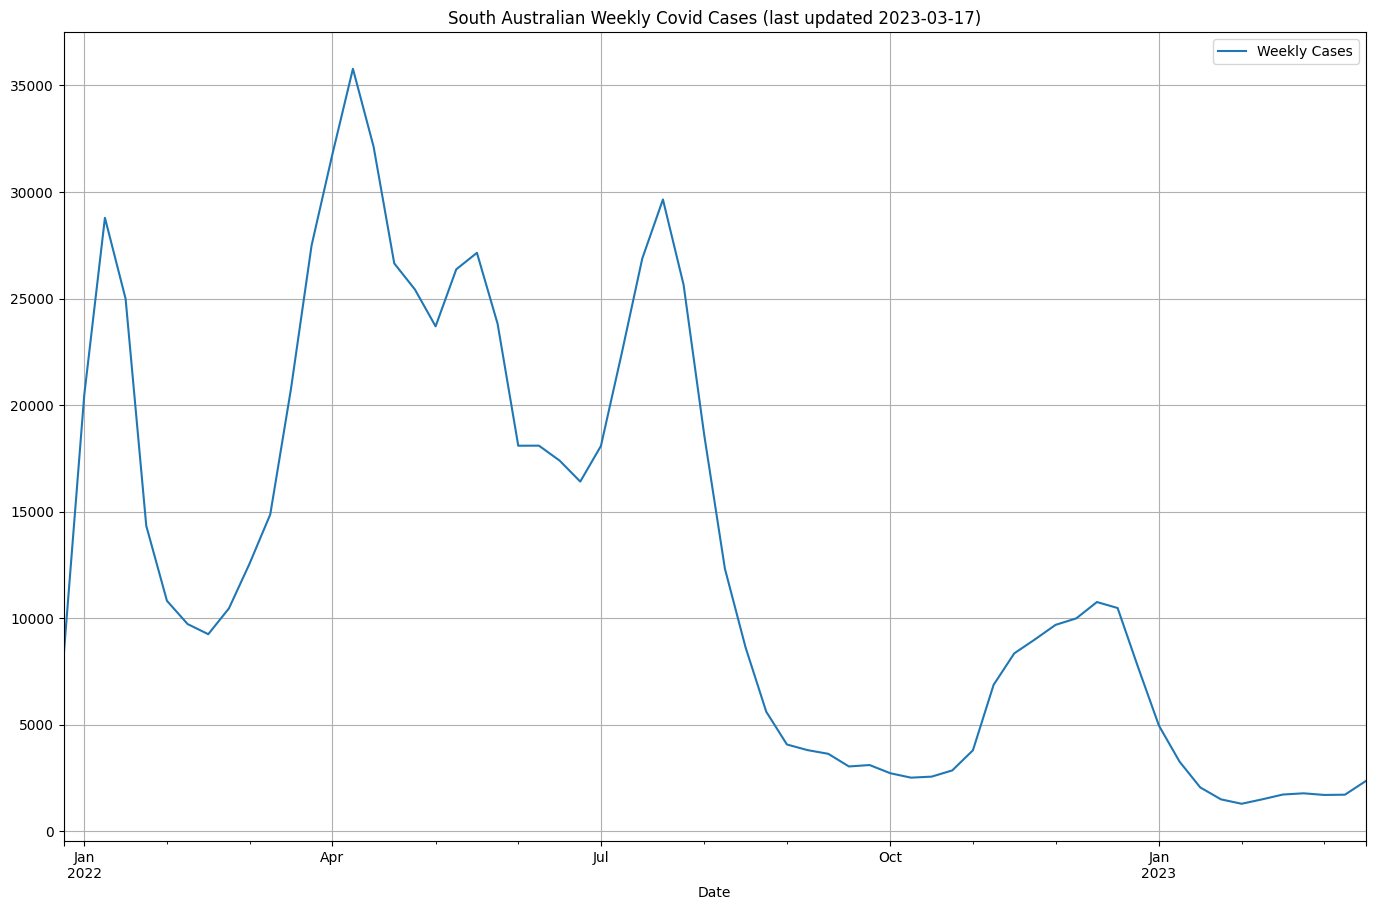 South Australian Weekly Covid Cases (last updated 2023-03-17)
Weekly Cases
35000
30000
25000
20000
15000
10000
5000
0
Jan
2022
Apr
Jul
Oct
Jan
2023
Date